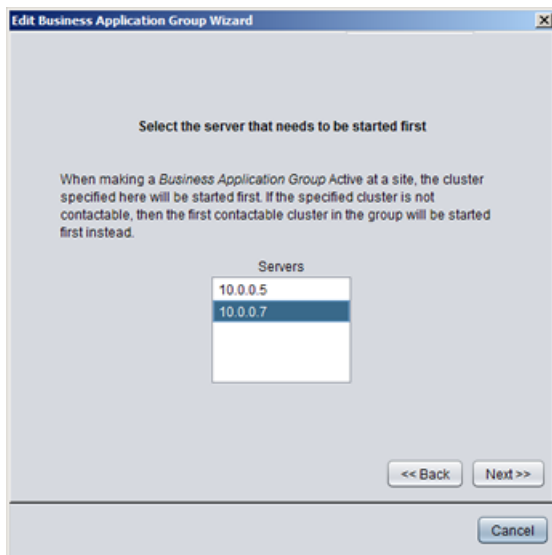 Edit Business Application Group Wizard
Select the server that needs to be started first
When making a Business Application Group Active at a site, the cluster
specified here will be started first. If the specified cluster is not
contactable, then the first contactable cluster in the group will be started
first instead.
Servers
10.0.0.5
10.0.0.7
<< Back
Next >>
Cancel